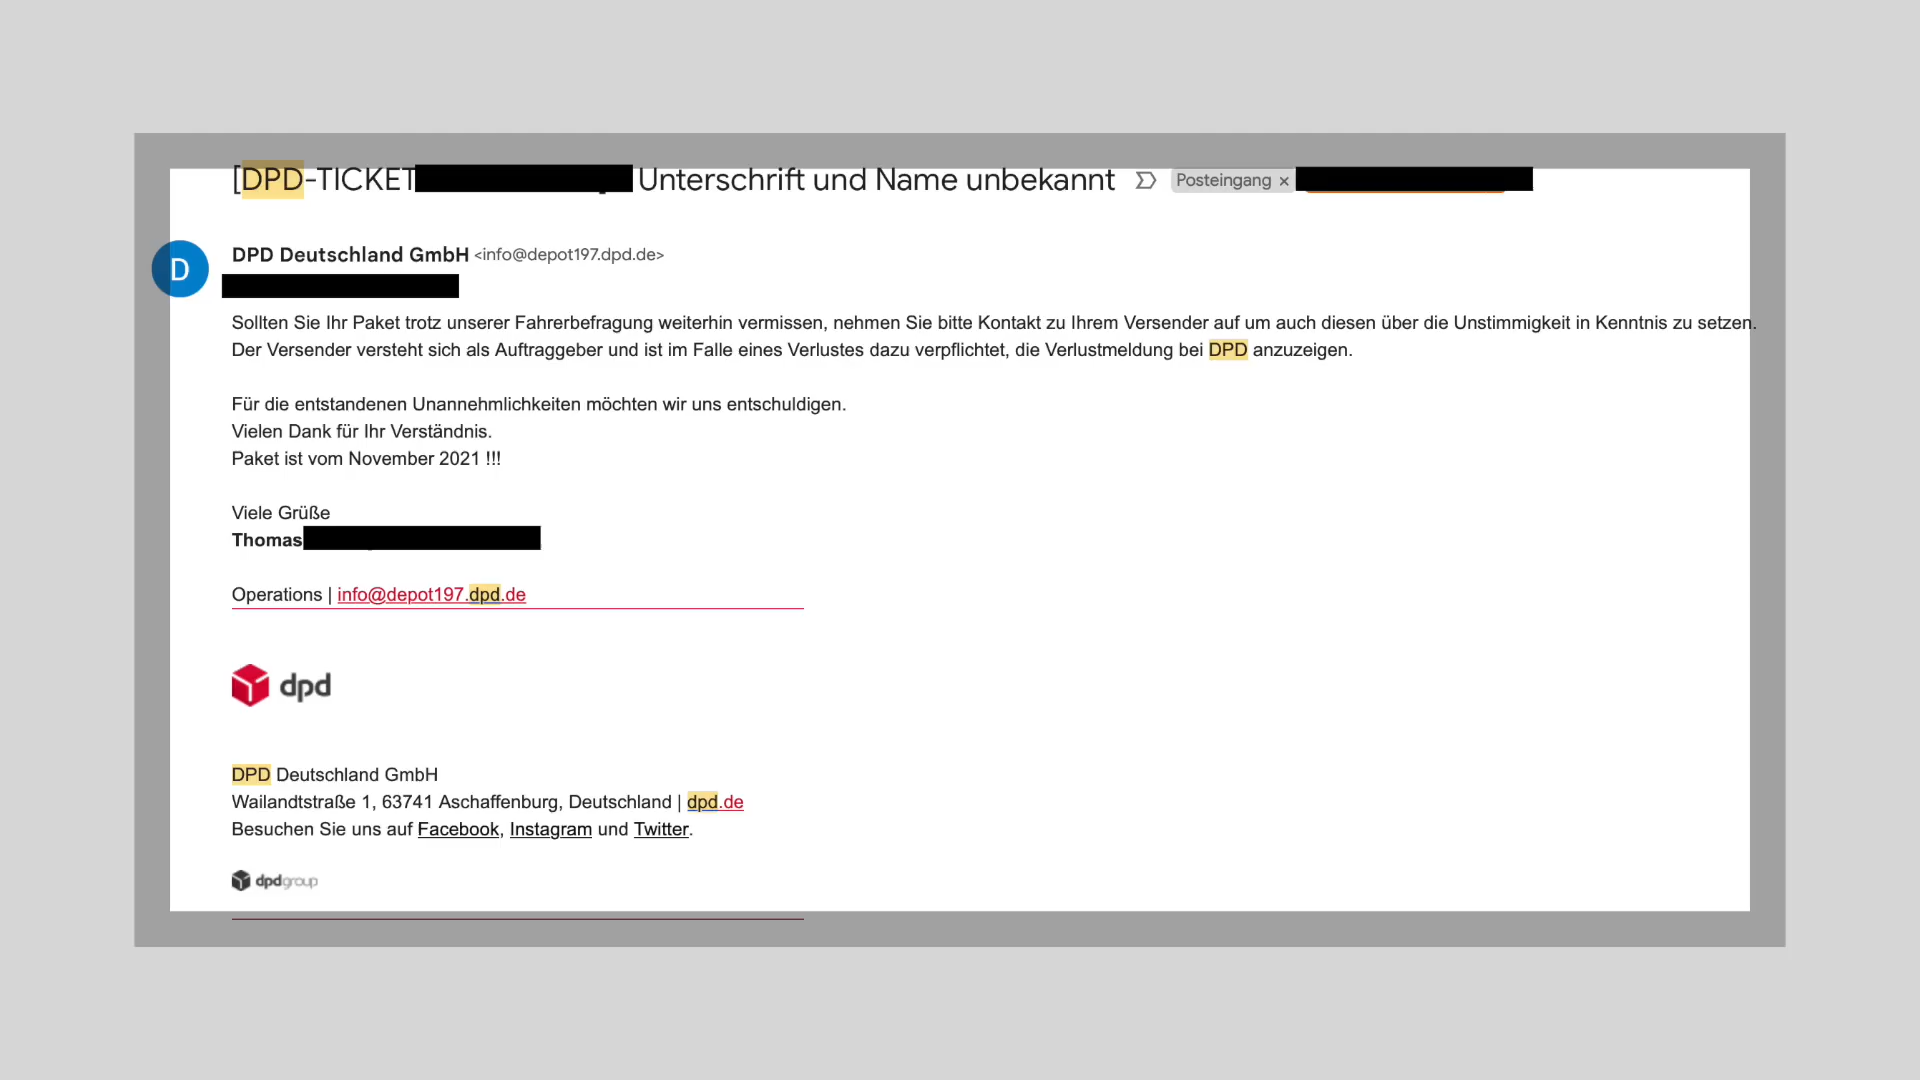 [DPD-TICKET Unterschrift und Name unbekannt Posteingang ×
D
DPD Deutschland GmbH <info@depot197.dpd.de>
Sollten Sie Ihr Paket trotz unserer Fahrerbefragung weiterhin vermissen, nehmen Sie bitte Kontakt zu Ihrem Versender auf um auch diesen über die Unstimmigkeit in Kenntnis zu setzen.
Der Versender versteht sich als Auftraggeber und ist im Falle eines Verlustes dazu verpflichtet, die Verlustmeldung bei DPD anzuzeigen.
Für die entstandenen Unannehmlichkeiten möchten wir uns entschuldigen.
Vielen Dank für Ihr Verständnis.
Paket ist vom November 2021 !!!
Viele Grüße
Thomas
Operations | info@depot197.dpd.de
dpd
DPD Deutschland GmbH
Wailandtstraße 1, 63741 Aschaffenburg, Deutschland | dpd.de
Besuchen Sie uns auf Facebook, Instagram und Twitter.
dpdgroup